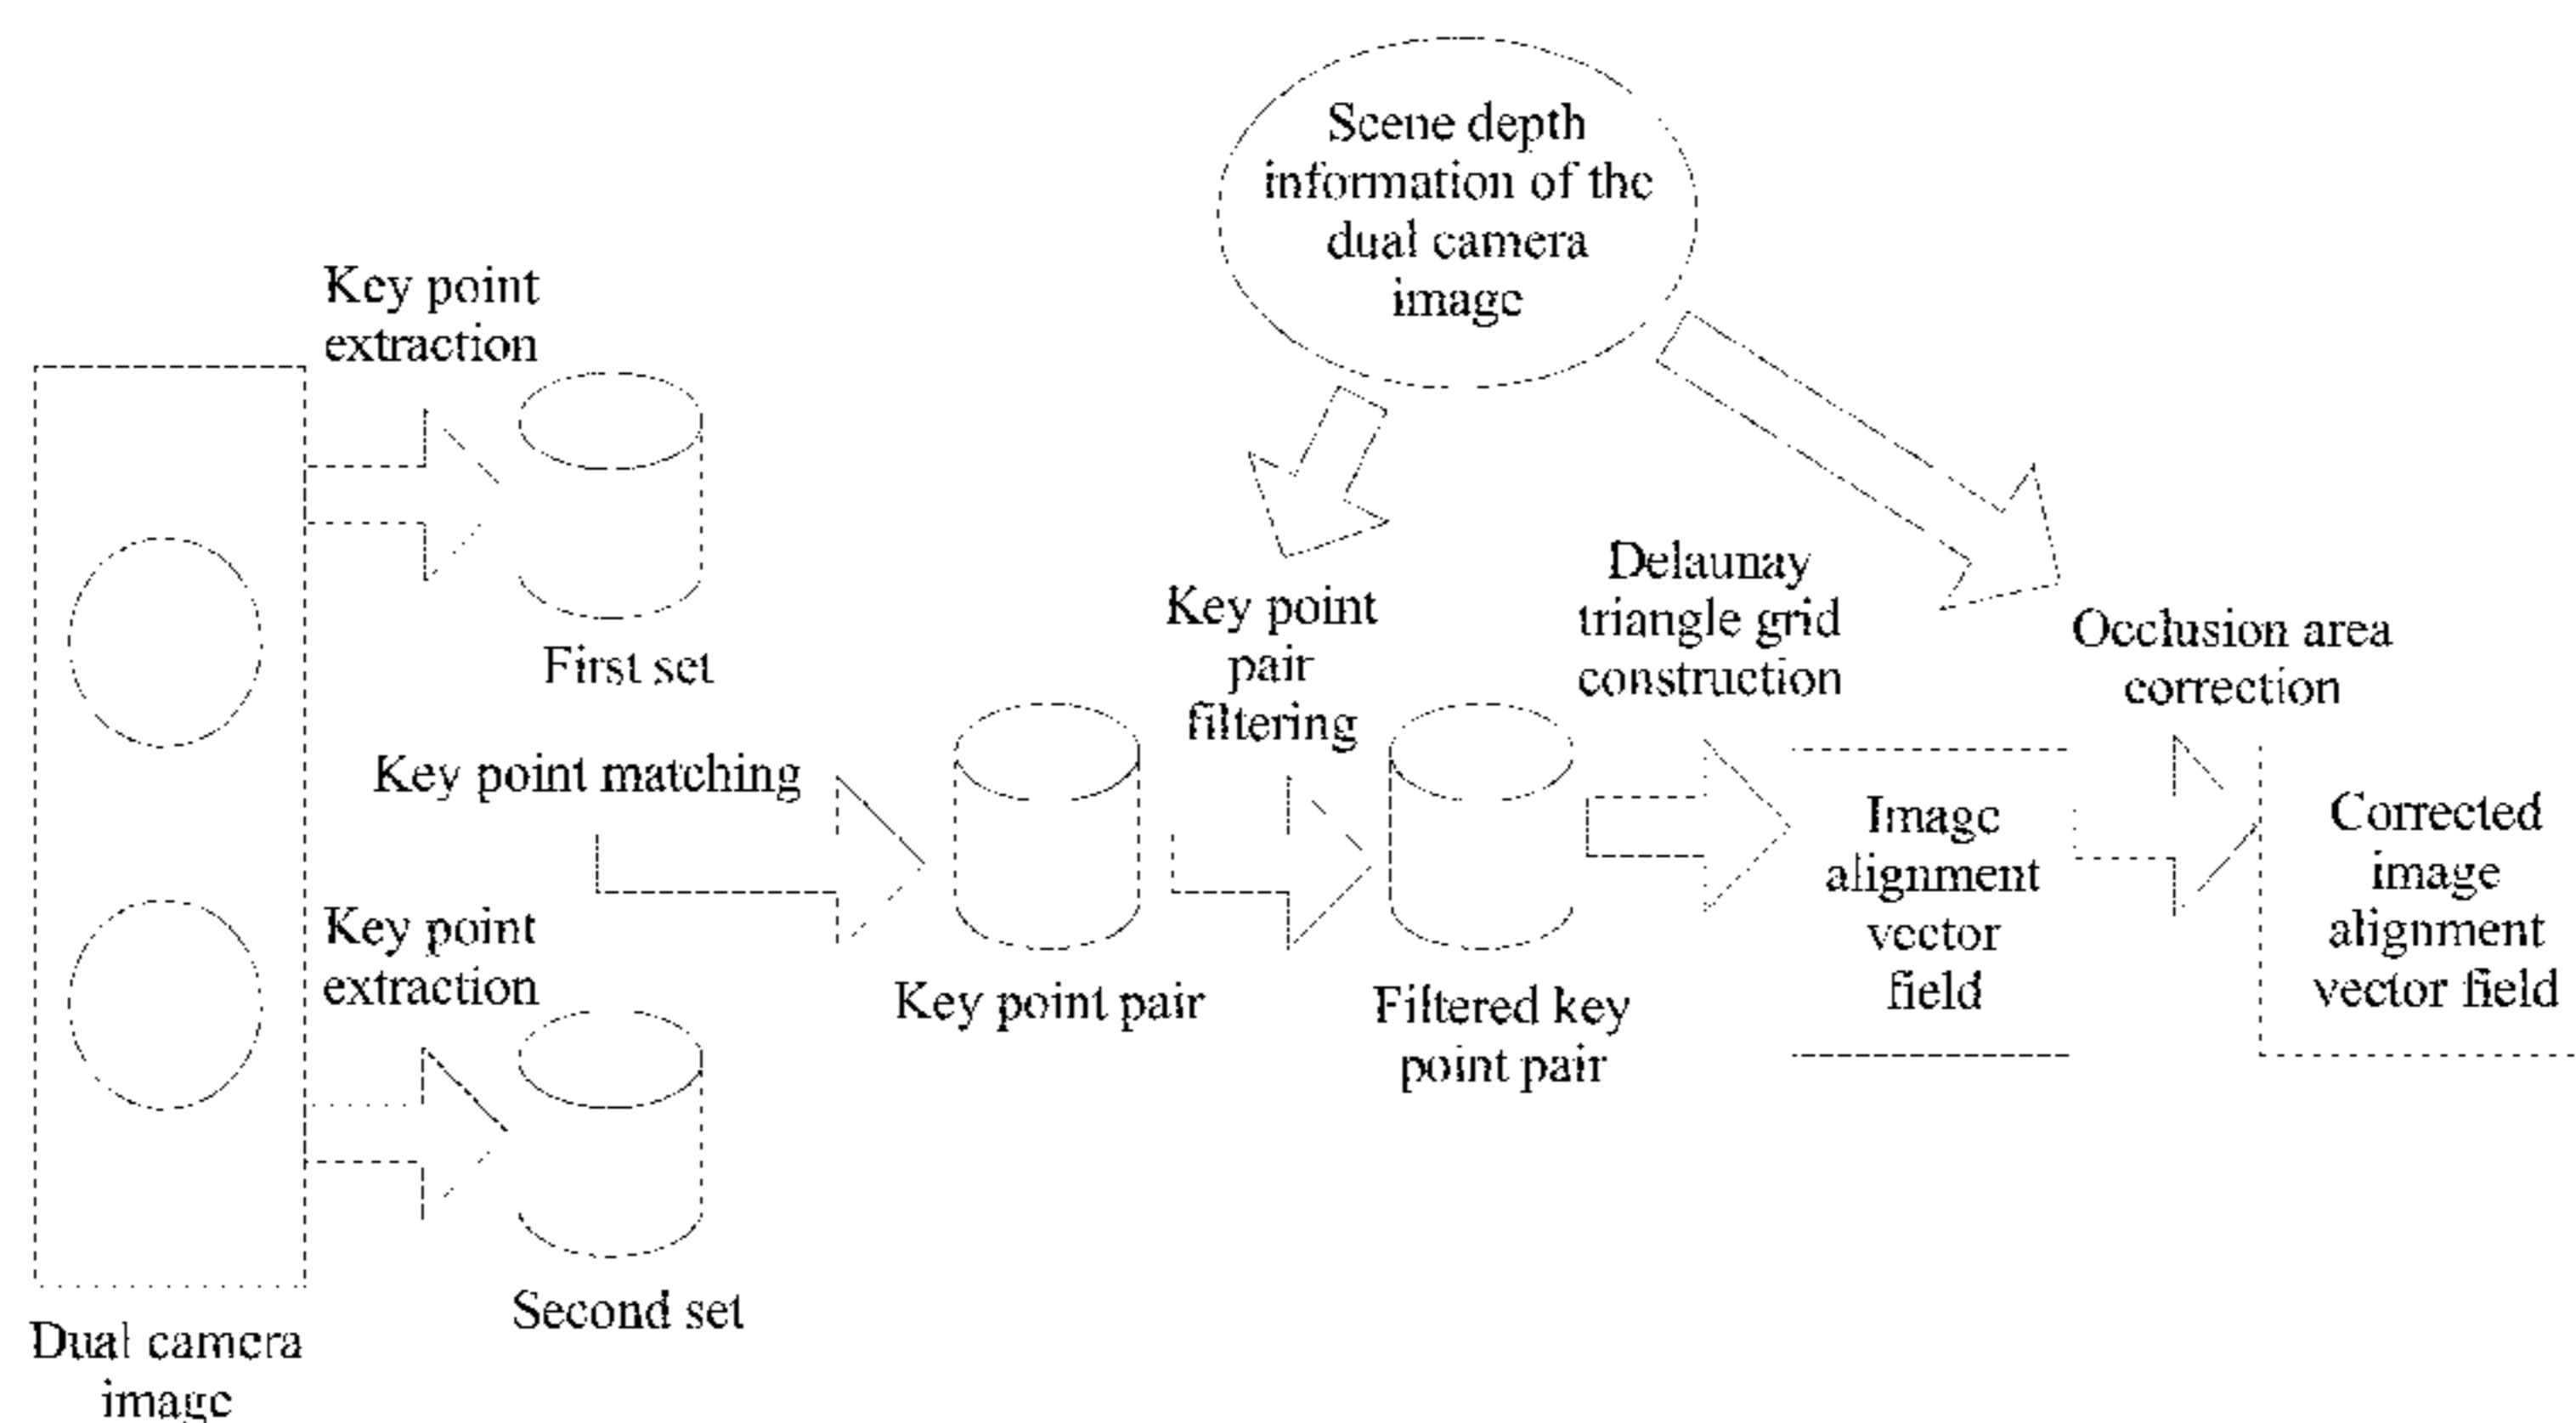 Scene depth
information of the
dual camera
image
Key point
extraction
First set
Key point matching
Key point
extraction
Second set
Dual camera
image
Key point pair
Key point
pair
filtering
Filtered key
point pair
Delaunay
triangle grid
construction
Image
alignment
vector
field
Occlusion area
correction
Corrected
image
alignment
vector field